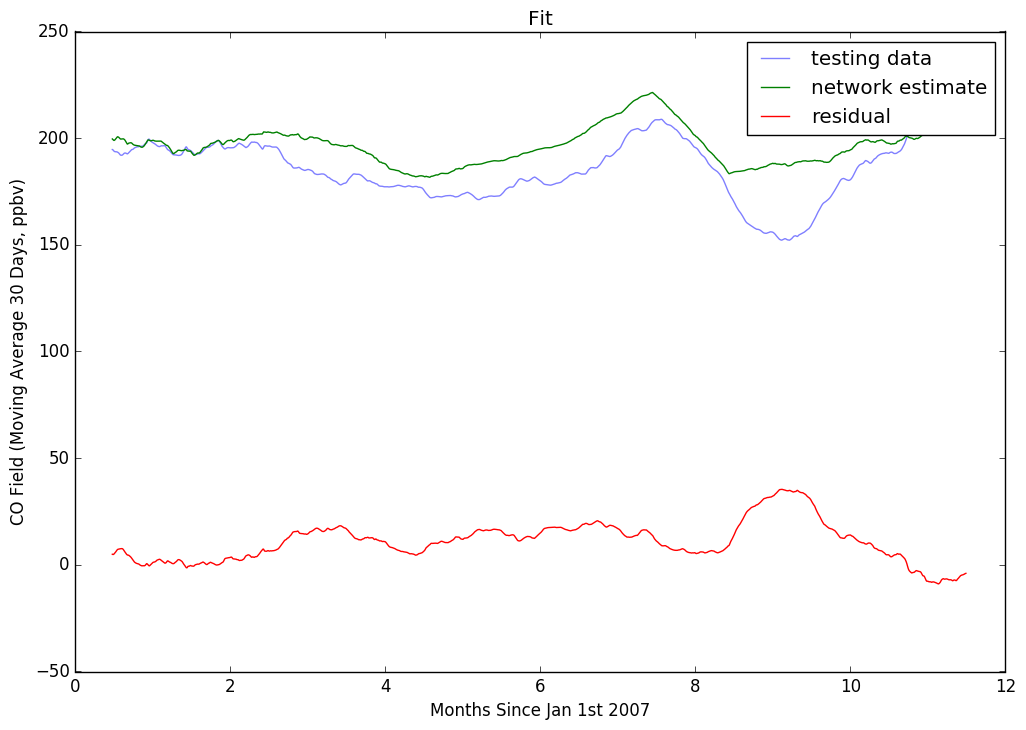 Fit
250
200
150
100
50
0
−50
CO Field (Moving Average 30 Days, ppbv)
testing data
network estimate
residual
0 2 4 6 8 10 12
Months Since Jan 1st 2007